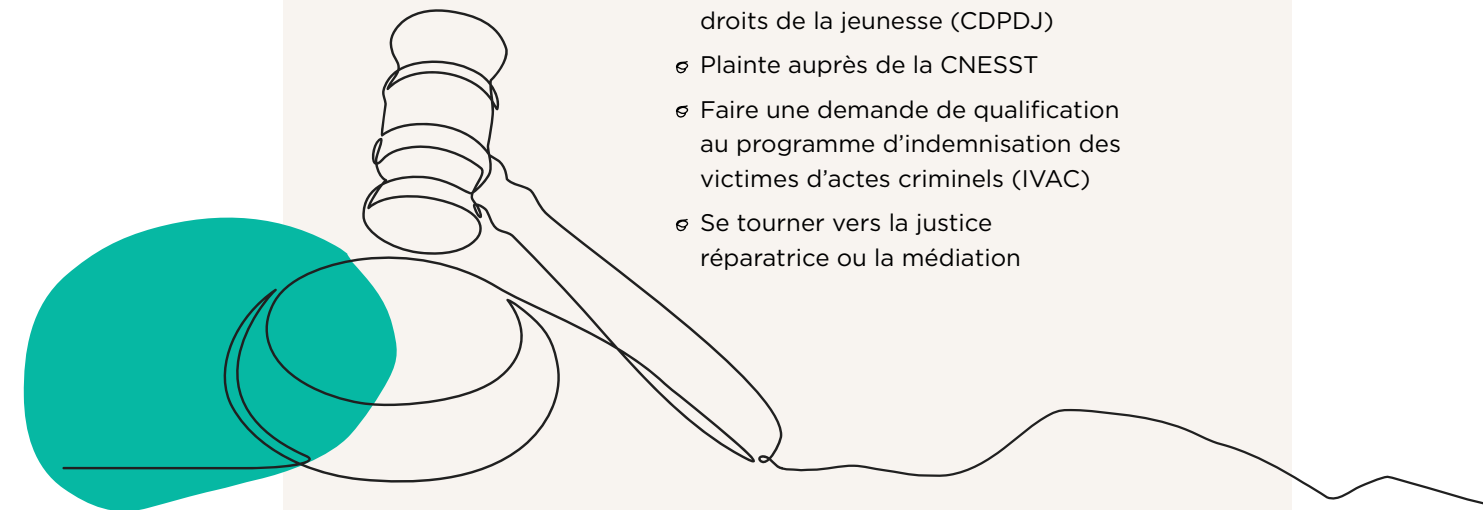 droits de la jeunesse (CDPDJ)
Plainte auprès de la CNESST
Faire une demande de qualification
au programme d’indemnisation des
victimes d’actes criminels (IVAC)
Se tourner vers la justice
réparatrice ou la médiation